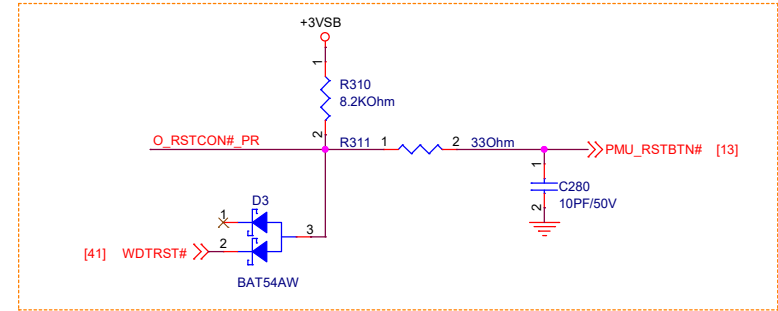 +3VSB
1
R310
8.2KOhm
2
O_RSTCON#_PR
R311 1 2 33Ohm
PMU_RSTBTN# [13]
1
C280
10PF/50V
2
D3
1
3
[41] WDTRST# 2
BAT54AW